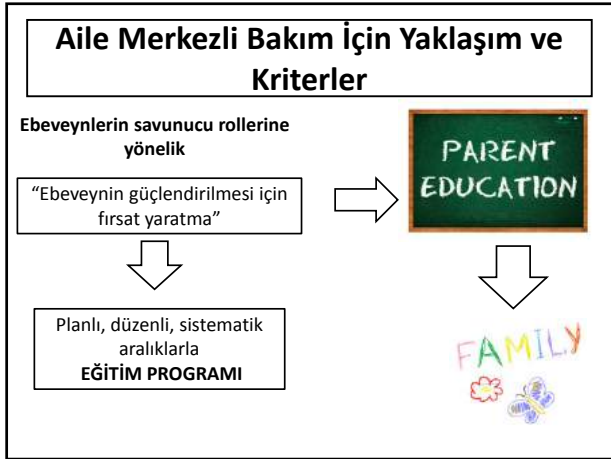 Aile Merkezli Bakım İçin Yaklaşım ve
Kriterler
Ebeveynlerin savunucu rollerine
yönelik
“Ebeveynin güçlendirilmesi için
fırsat yaratma”
PARENT
EDUCATION
Planlı, düzenli, sistematik
aralıklarla
EĞİTİM PROGRAMI
FAMILY